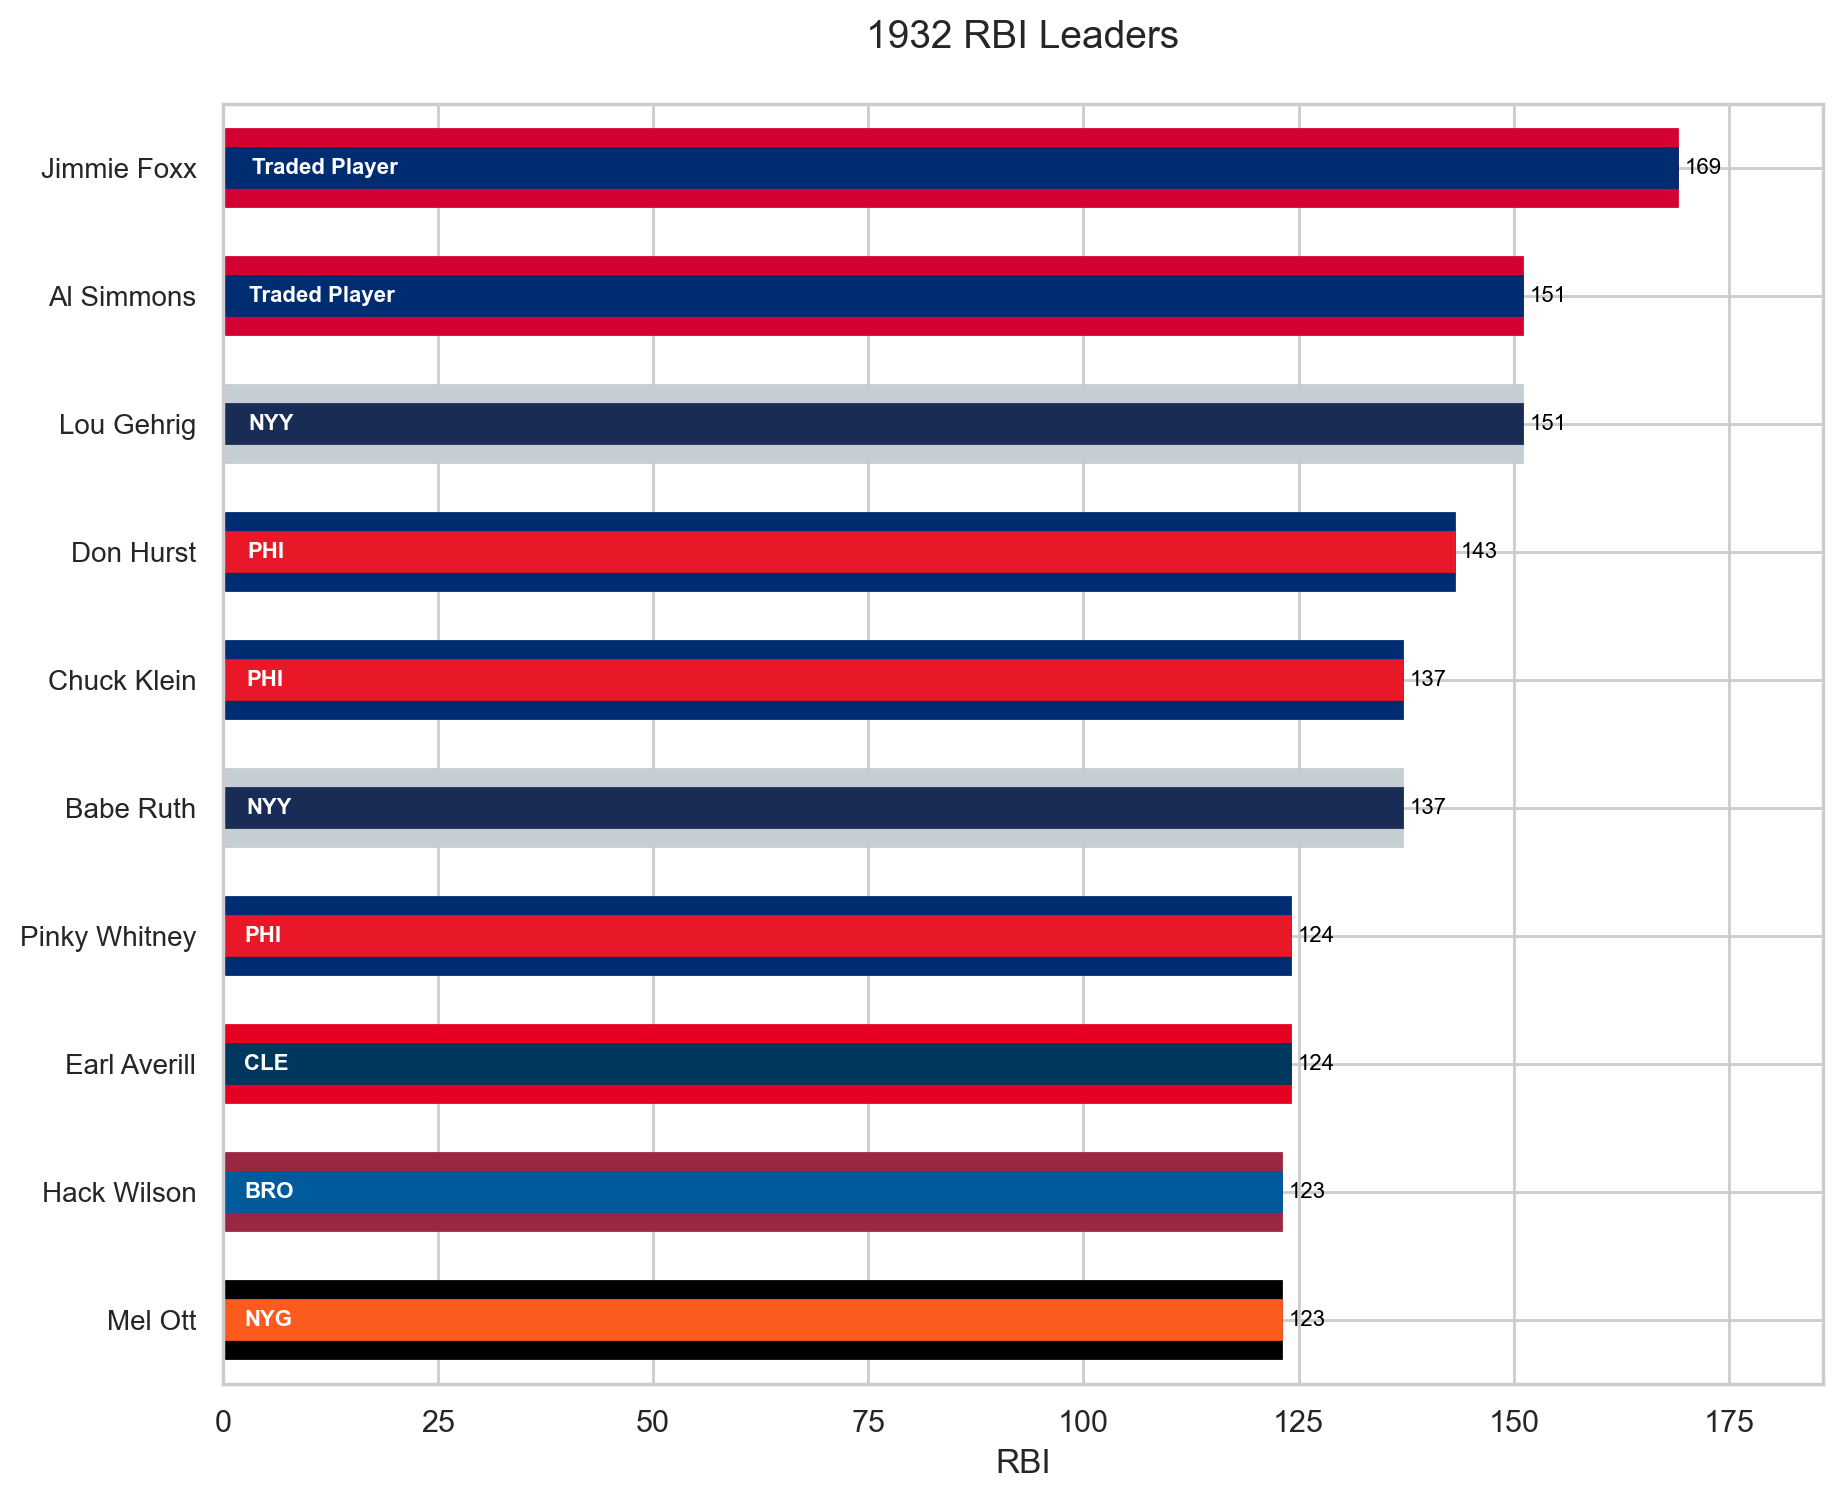 1932 RBI Leaders
Jimmie Foxx Traded Player 169
Al Simmons Traded Player 151
Lou Gehrig NYY 151
Don Hurst PHI 143
Chuck Klein PHI 137
Babe Ruth NYY 137
Pinky Whitney PHI 124
Earl Averill CLE 124
Hack Wilson BRO 123
Mel Ott NYG 123
0 25 50 75 100 125 150 175
RBI